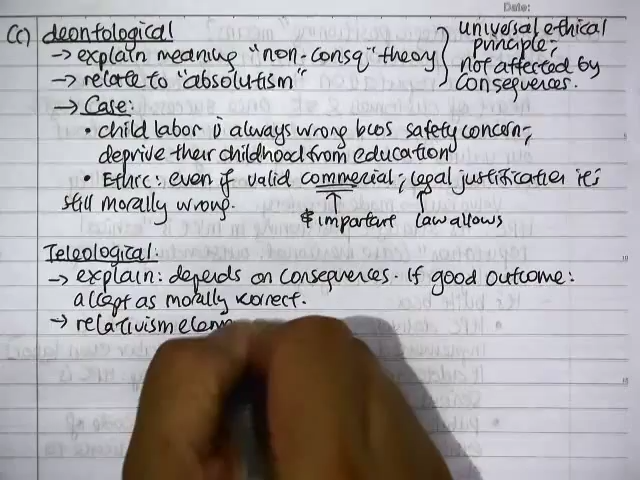 Date:
(c) deontological
→ explain meaning "non-consq" theory
→ relate to "absolutism"
universal ethical
principle;
not affected by
consequences.
→ Case:
• child labor is always wrong bcos safety concern;
deprive their childhood from education
• Ethic: even if valid commercial; legal justification it's
still morally wrong.
$ important
law allows
Teleological:
→ explain: depends on consequences. If good outcome:
accept as morally correct.
→ relativism elem